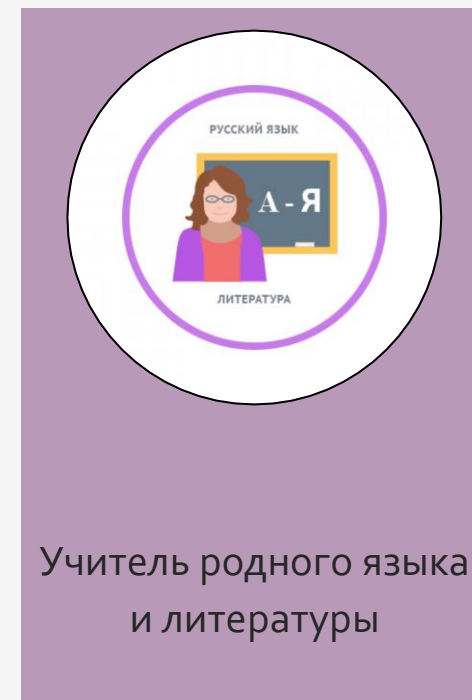 РУССКИЙ ЯЗЫК
А - Я
ЛИТЕРАТУРА
Учитель родного языка
и литературы